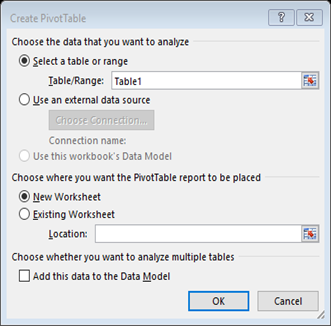 Create PivotTable ? X
Choose the data that you want to analyze
Select a table or range
Table/Range: Table1
Use an external data source
Choose Connection...
Connection name:
Use this workbook's Data Model
Choose where you want the PivotTable report to be placed
New Worksheet
Existing Worksheet
Location:
Choose whether you want to analyze multiple tables
Add this data to the Data Model
OK Cancel